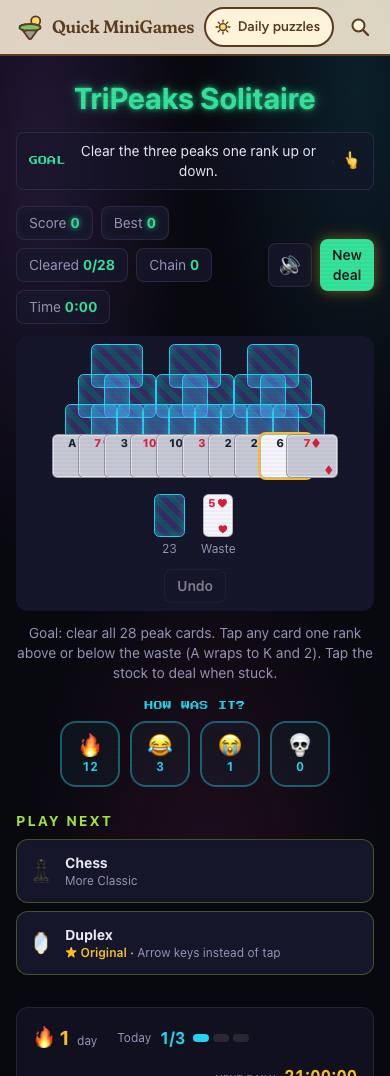 Quick MiniGames
Daily puzzles
TriPeaks Solitaire
GOAL
Clear the three peaks one rank up or
down.
Score 0
Best 0
Cleared 0/28
Chain 0
Time 0:00
New
deal
A 7 3 10 10 3 2 2 6 7♦
♦
5♥
♥
23
Waste
Undo
Goal: clear all 28 peak cards. Tap any card one rank
above or below the waste (A wraps to K and 2). Tap the
stock to deal when stuck.
HOW WAS IT?
12
3
1
0
PLAY NEXT
Chess
More Classic
Duplex
Original · Arrow keys instead of tap
1 day
Today 1/3